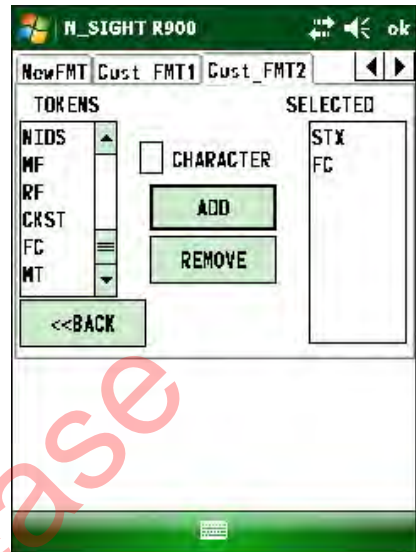 N_SIGHT R900 ok
NewFMT Cust_FMT1 Cust_FMT2
TOKENS SELECTED
NIDS
MF
RF
CKST
FC
MT
CHARACTER
ADD
REMOVE
STX
FC
<<BACK
ase